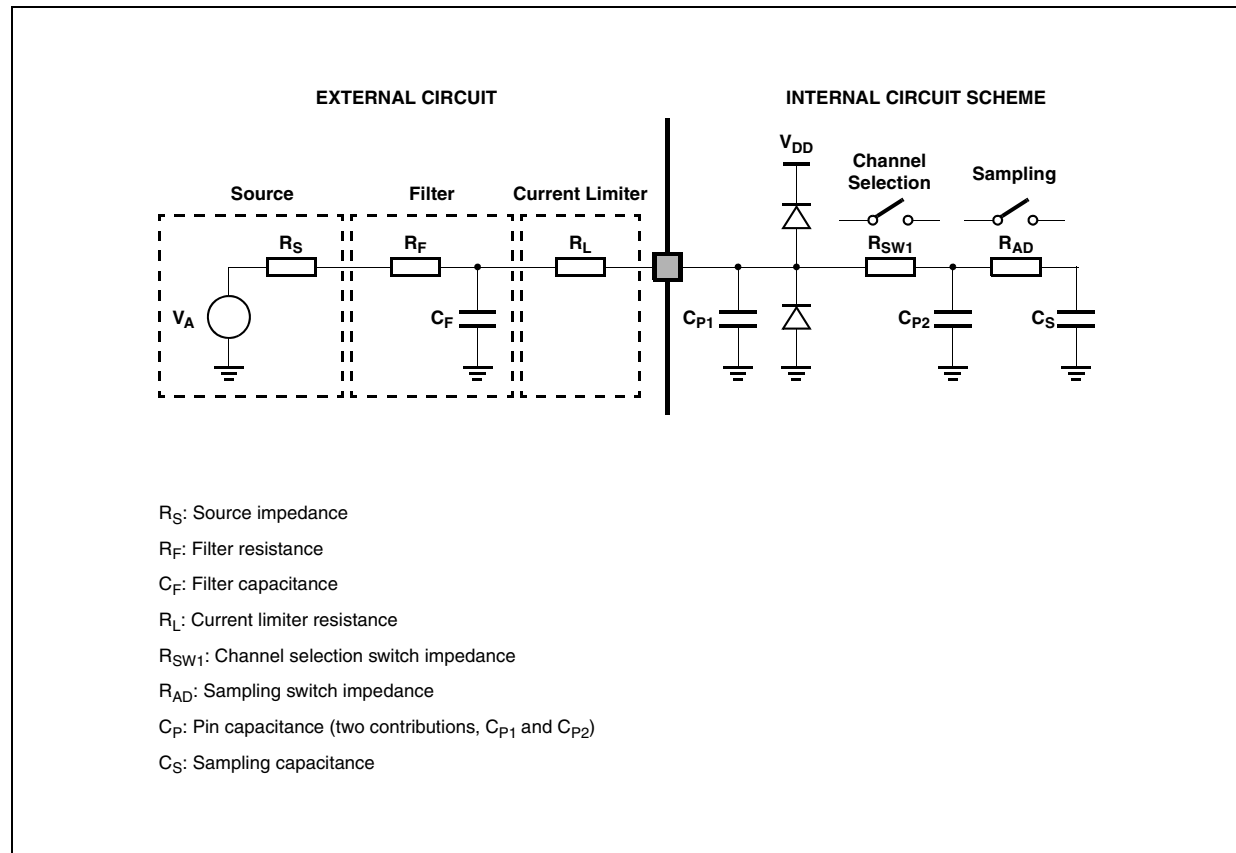 EXTERNAL CIRCUIT
INTERNAL CIRCUIT SCHEME
VDD
Channel
Selection
Sampling
Source
Filter
Current Limiter
RS
RF
RL
RSW1
RAD
VA
CF
CP1
CP2
CS
RS: Source impedance
RF: Filter resistance
CF: Filter capacitance
RL: Current limiter resistance
RSW1: Channel selection switch impedance
RAD: Sampling switch impedance
CP: Pin capacitance (two contributions, CP1 and CP2)
CS: Sampling capacitance